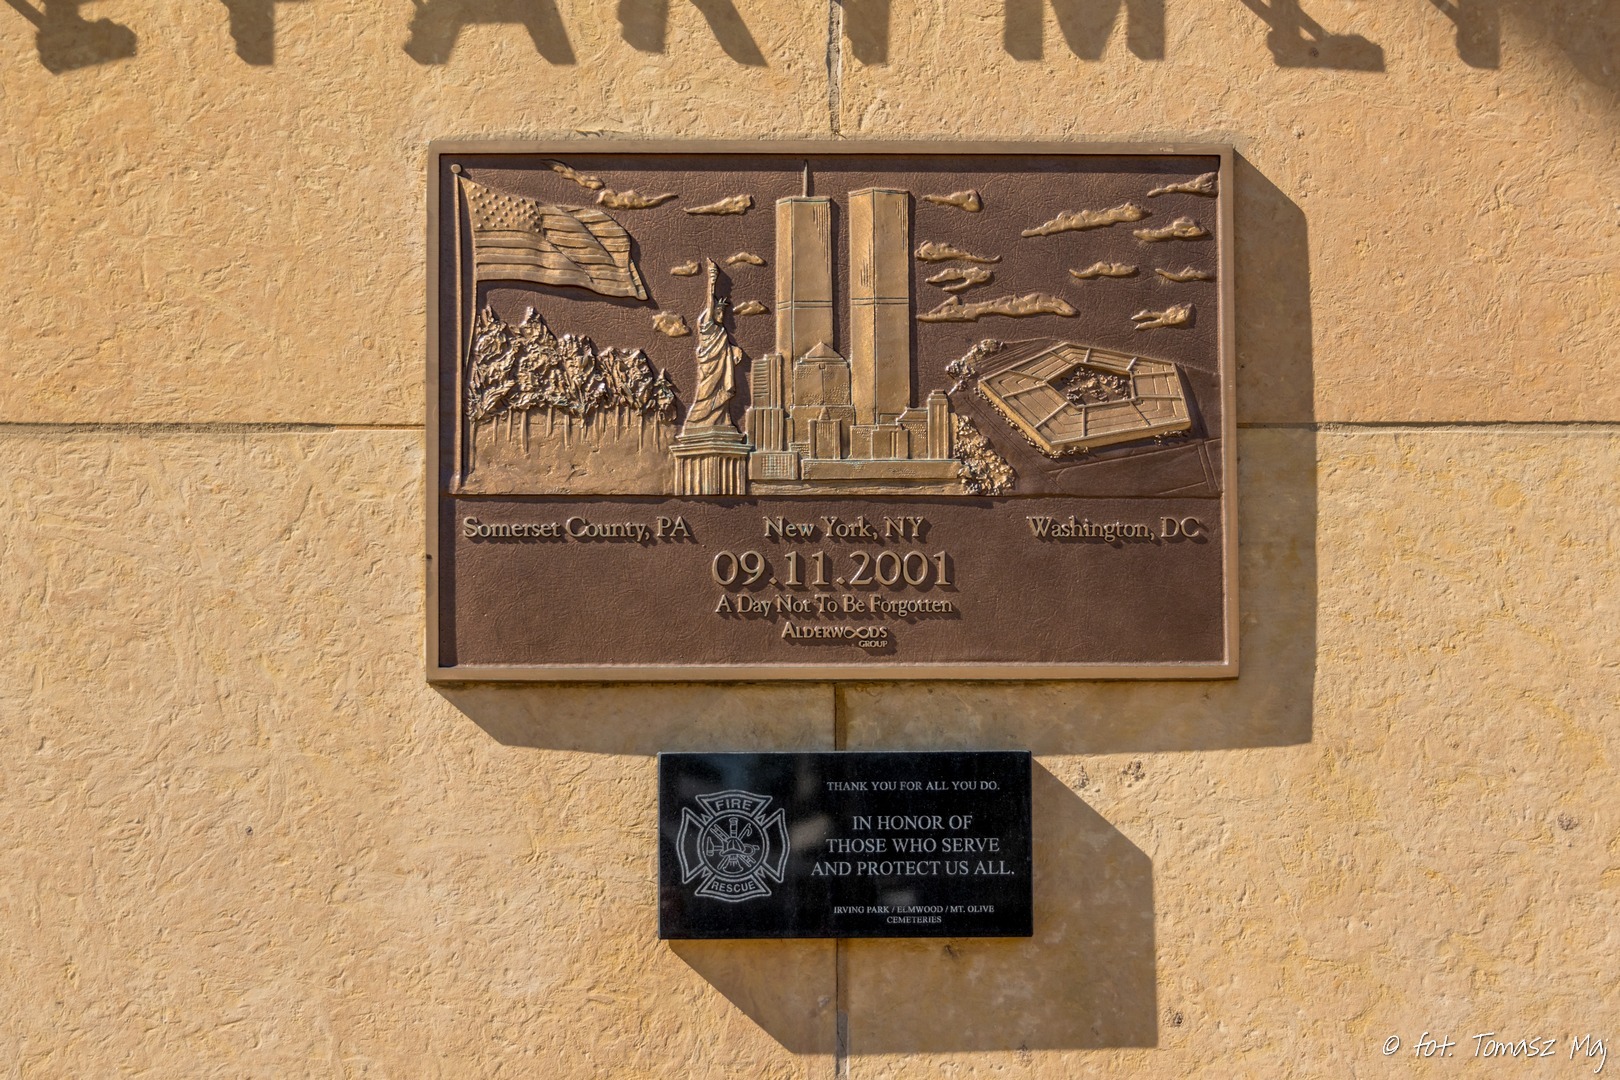 Somerset County, PA
New York, NY
Washington, DC
09.11.2001
A Day Not To Be Forgotten
ALDERWOODS
GROUP
THANK YOU FOR ALL YOU DO.
FIRE
RESCUE
IN HONOR OF
THOSE WHO SERVE
AND PROTECT US ALL.
IRVING PARK / ELMWOOD / MT. OLIVE
CEMETERIES
© fot. Tomasz Maj